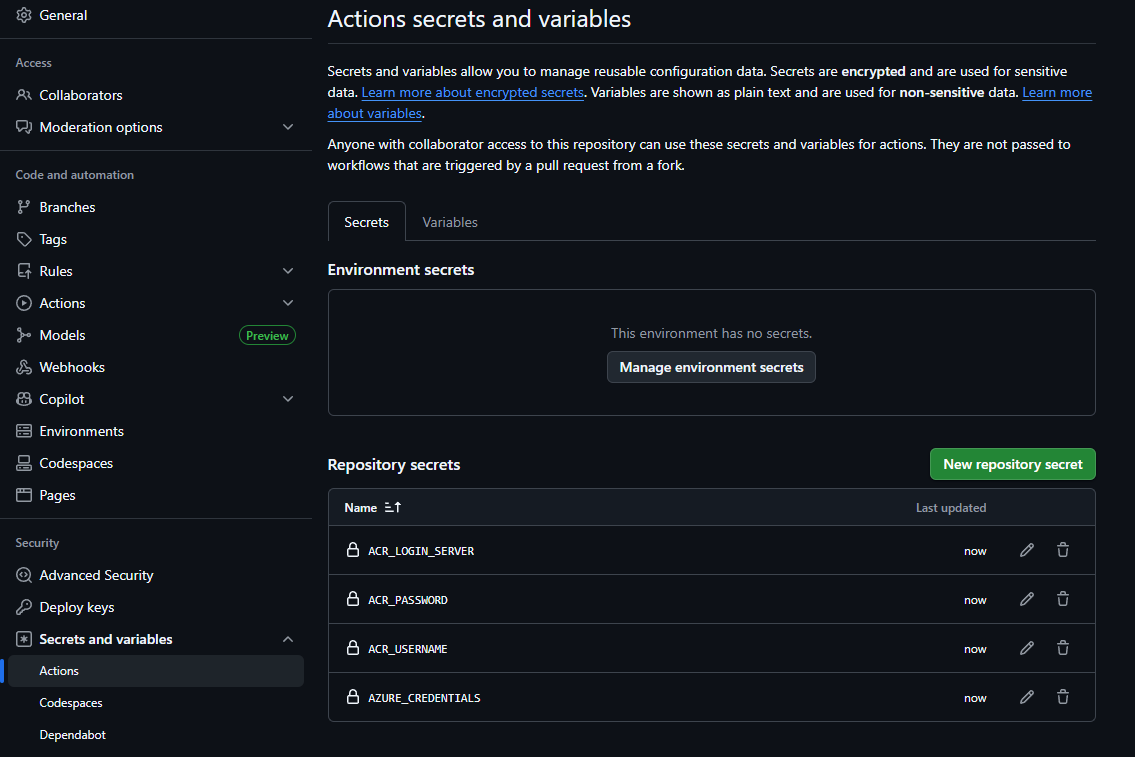 General
Access
Collaborators
Moderation options
Code and automation
Branches
Tags
Rules
Actions
Models Preview
Webhooks
Copilot
Environments
Codespaces
Pages
Security
Advanced Security
Deploy keys
Secrets and variables
Actions
Codespaces
Dependabot
Actions secrets and variables
Secrets and variables allow you to manage reusable configuration data. Secrets are encrypted and are used for sensitive
data. Learn more about encrypted secrets. Variables are shown as plain text and are used for non-sensitive data. Learn more
about variables.
Anyone with collaborator access to this repository can use these secrets and variables for actions. They are not passed to
workflows that are triggered by a pull request from a fork.
Secrets Variables
Environment secrets
This environment has no secrets.
Manage environment secrets
Repository secrets New repository secret
Name Last updated
ACR_LOGIN_SERVER now
ACR_PASSWORD now
ACR_USERNAME now
AZURE_CREDENTIALS now